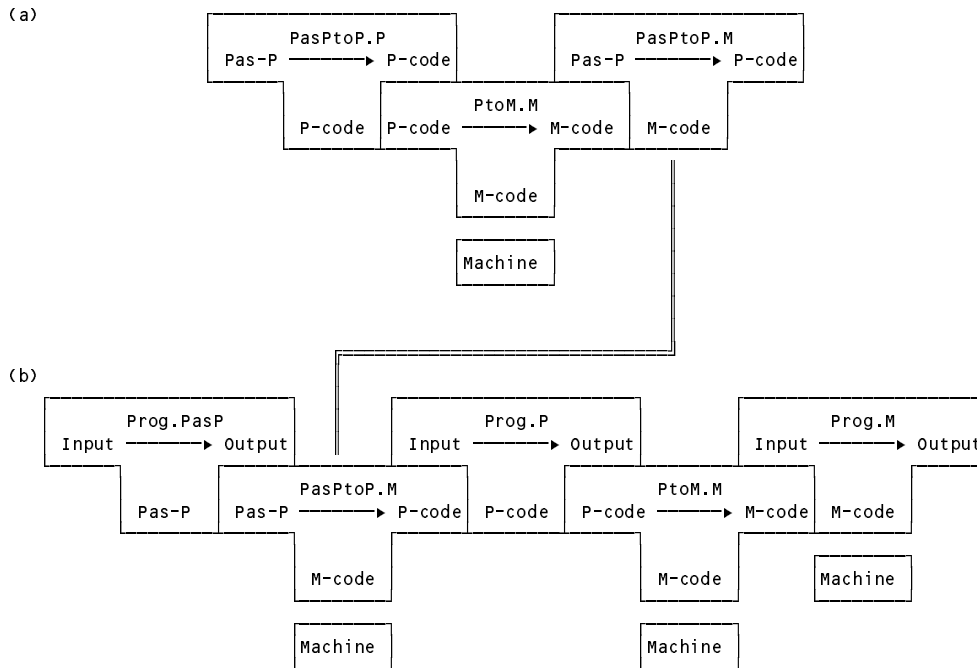 (a)
PasPtoP.P PasPtoP.M
Pas-P P-code Pas-P P-code
PtoM.M
P-code P-code M-code M-code
M-code
Machine
(b)
Prog.PasP Prog.P Prog.M
Input Output Input Output Input Output
PasPtoP.M PtoM.M
Pas-P Pas-P P-code P-code P-code M-code M-code
M-code M-code Machine
Machine Machine